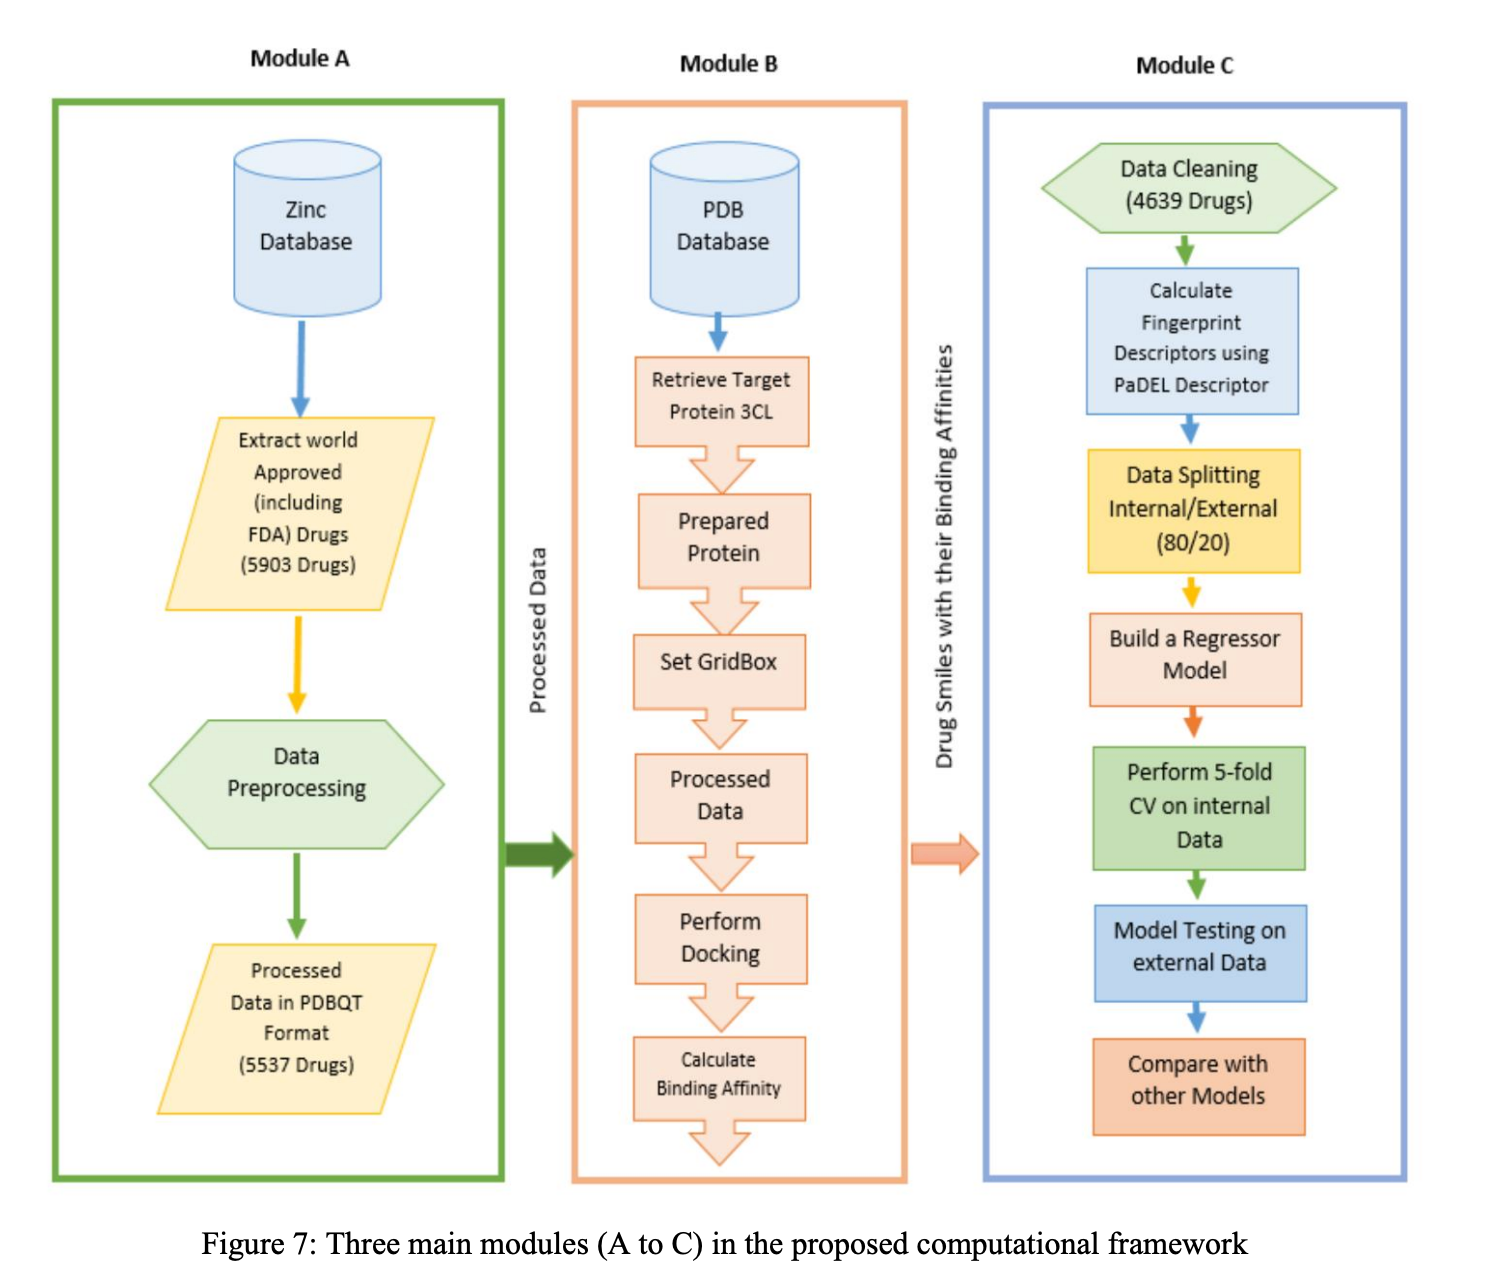 Module A
Zinc
Database
Extract world
Approved
(including
FDA) Drugs
(5903 Drugs)
Data
Preprocessing
Processed
Data in PDBQT
Format
(5537 Drugs)
Processed Data
Module B
PDB
Database
Retrieve Target
Protein 3CL
Prepared
Protein
Set GridBox
Processed
Data
Perform
Docking
Calculate
Binding Affinity
Drug Smiles with their Binding Affinities
Module C
Data Cleaning
(4639 Drugs)
Calculate
Fingerprint
Descriptors using
PaDEL Descriptor
Data Splitting
Internal/External
(80/20)
Build a Regressor
Model
Perform 5-fold
CV on internal
Data
Model Testing on
external Data
Compare with
other Models
Figure 7: Three main modules (A to C) in the proposed computational framework